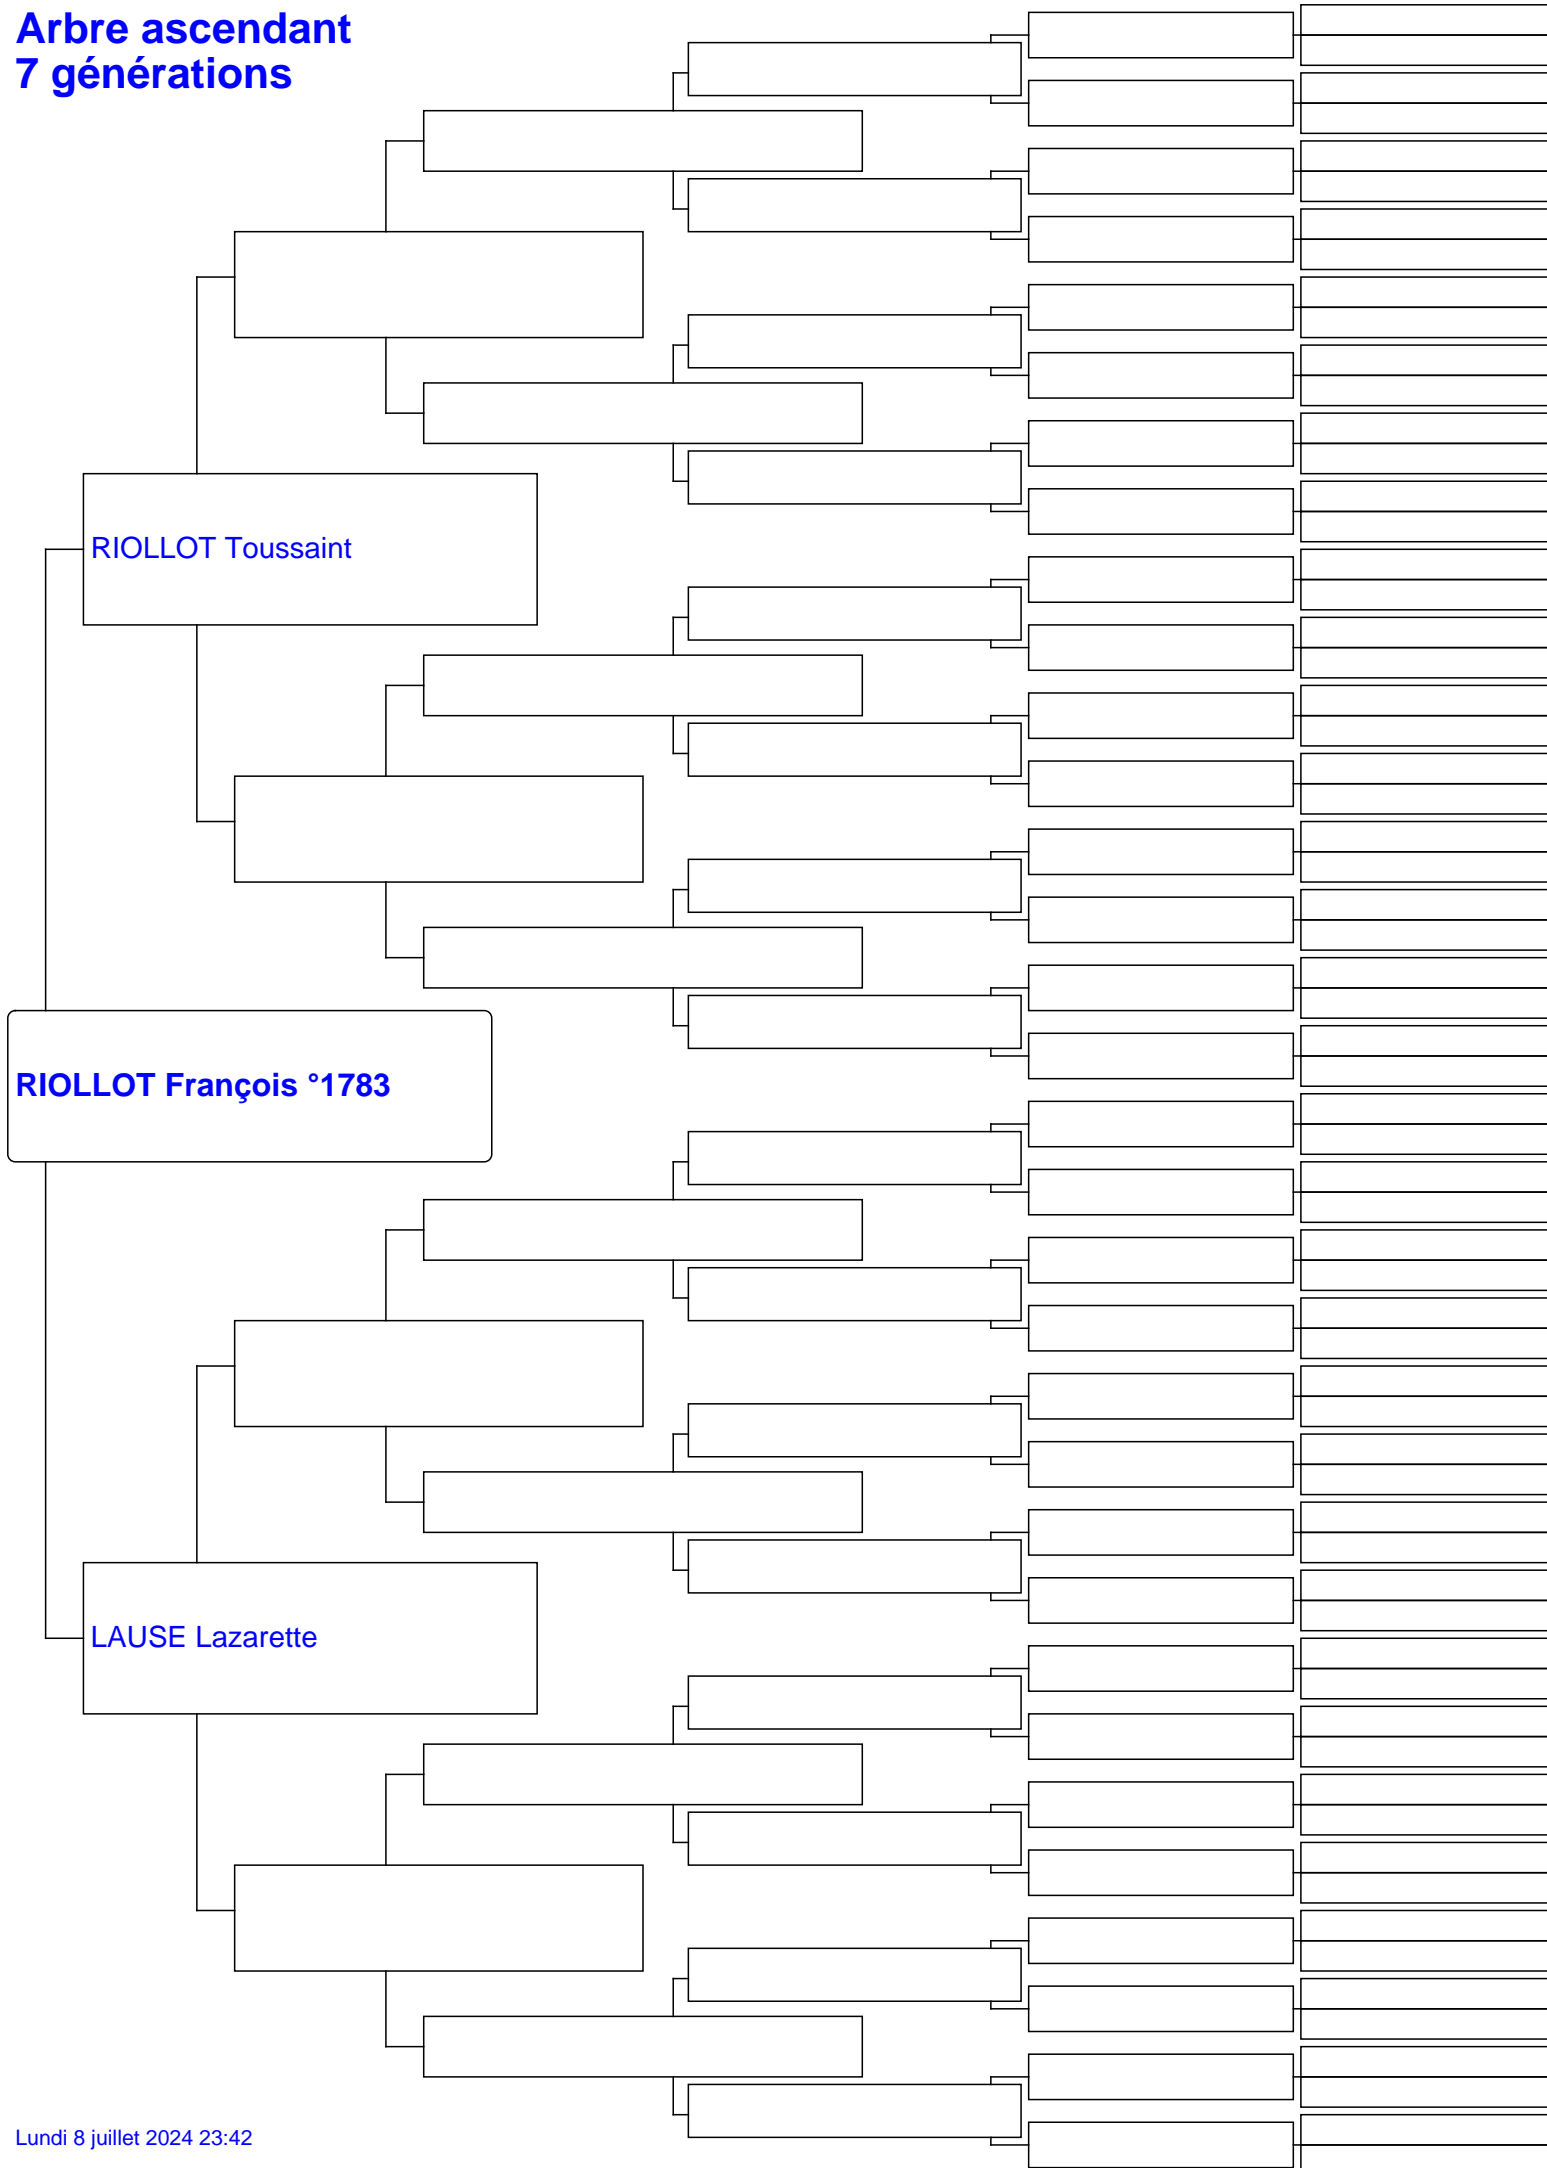 Arbre ascendant
7 générations
RIOLLOT Toussaint
RIOLLOT François °1783
LAUSE Lazarette
Lundi 8 juillet 2024 23:42